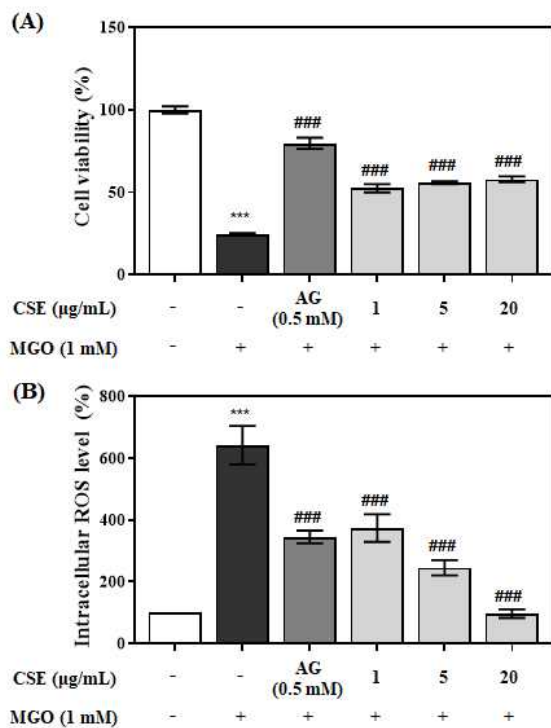 (A)
150
100
50
0
Cell viability (%)
***
###
###
###
###
CSE (μg/mL) - - AG (0.5 mM) 1 5 20
MGO (1 mM) - + + + + +
(B)
800
600
400
200
0
Intracellular ROS level (%)
***
###
###
###
###
CSE (μg/mL) - - AG (0.5 mM) 1 5 20
MGO (1 mM) - + + + + +